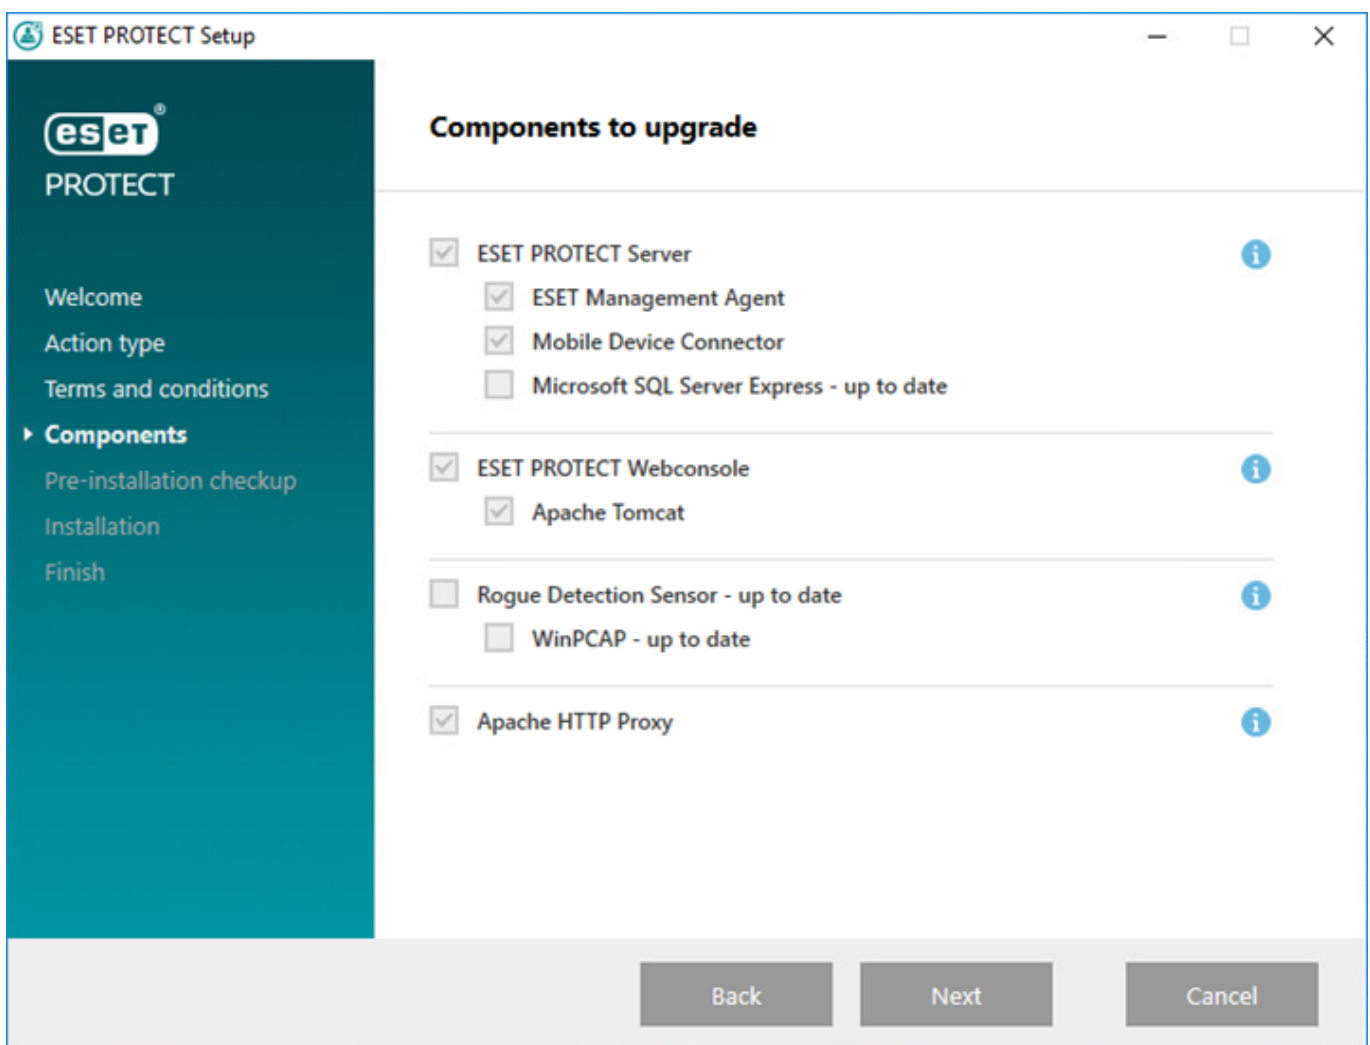 ESET PROTECT Setup
eset®
PROTECT
Welcome
Action type
Terms and conditions
Components
Pre-installation checkup
Installation
Finish
Components to upgrade
ESET PROTECT Server
ESET Management Agent
Mobile Device Connector
Microsoft SQL Server Express - up to date
ESET PROTECT Webconsole
Apache Tomcat
Rogue Detection Sensor - up to date
WinPCAP - up to date
Apache HTTP Proxy
Back
Next
Cancel